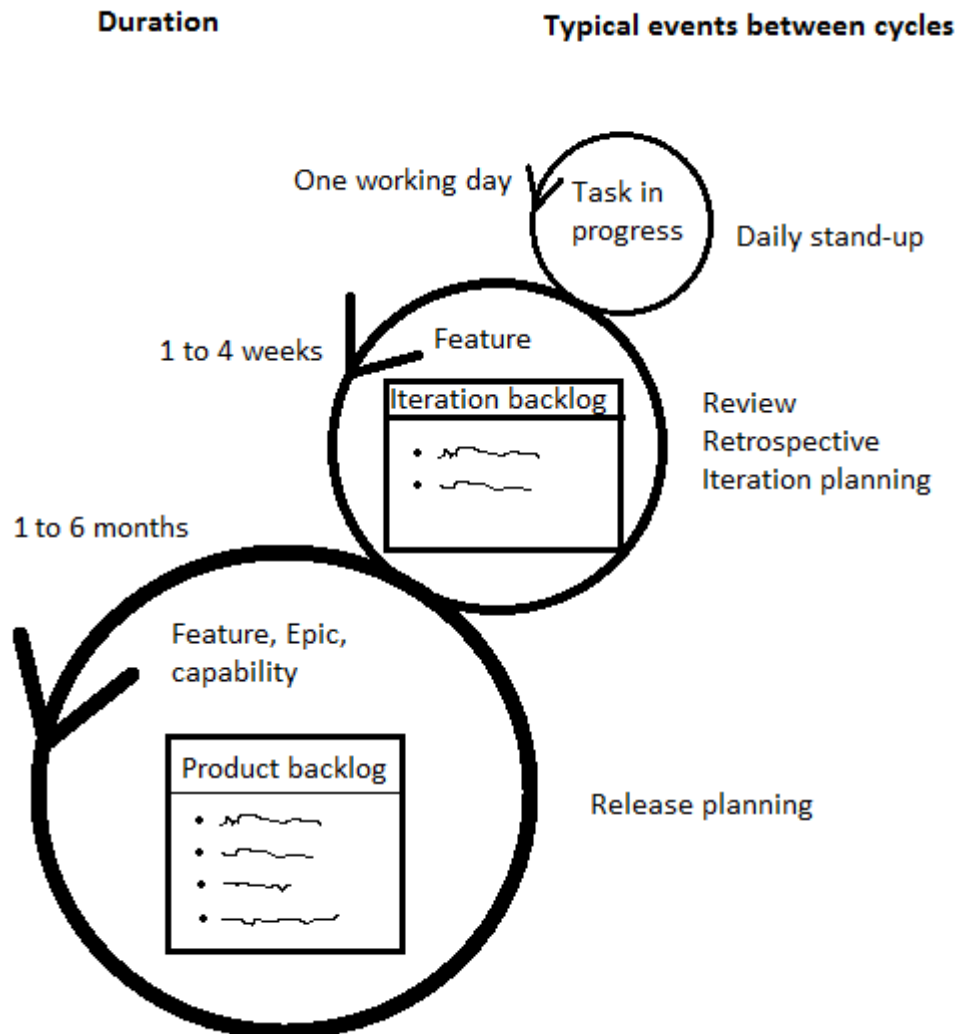 Duration
Typical events between cycles
One working day
Task in
progress
Daily stand-up
1 to 4 weeks
Feature
Iteration backlog
Review
Retrospective
Iteration planning
1 to 6 months
Feature, Epic,
capability
Product backlog
Release planning